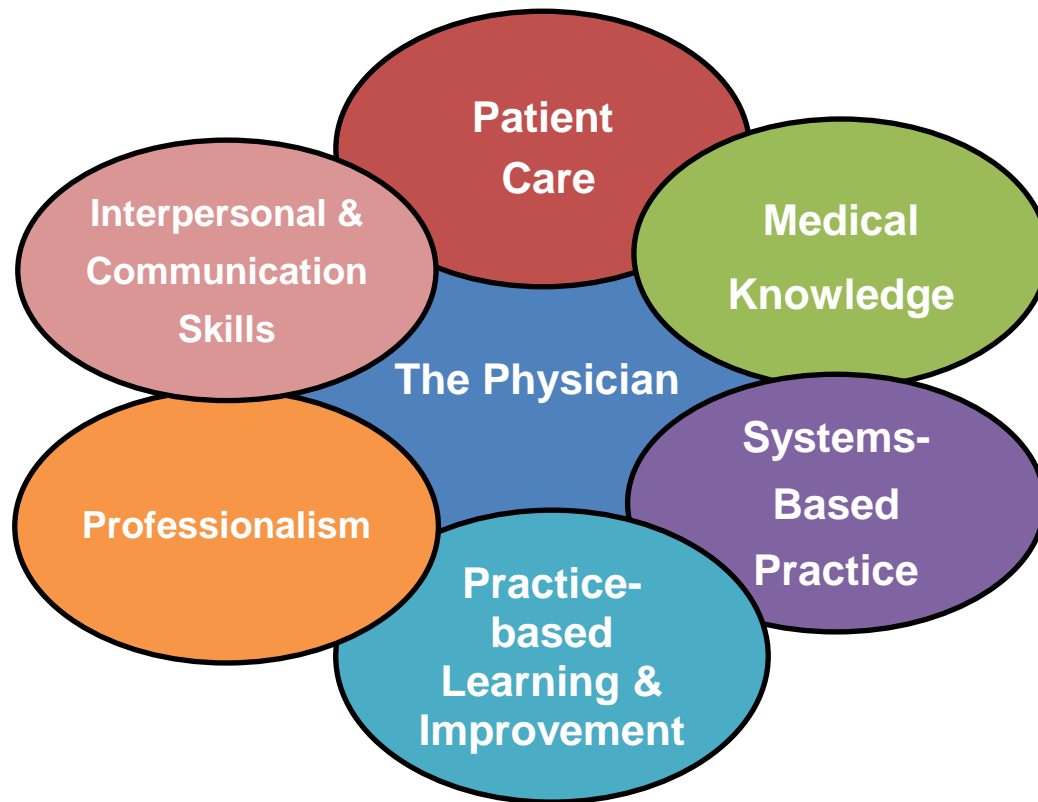 Patient
Care
Interpersonal &
Communication
Skills
Medical
Knowledge
The Physician
Systems-
Based
Practice
Professionalism
Practice-
based
Learning &
Improvement